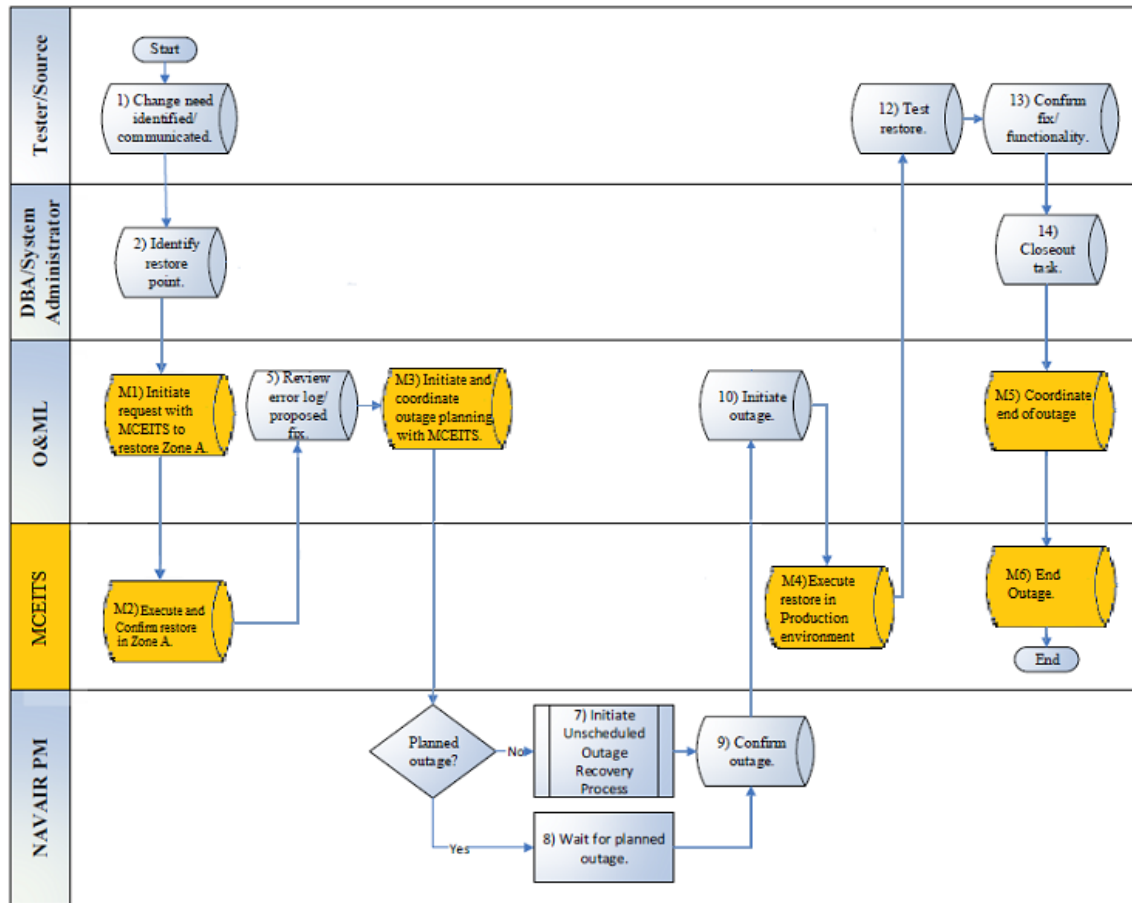 Tester/Source
Start
1) Change need
identified/
communicated.
12) Test
restore.
13) Confirm
fix/
functionality.
DBA/System
Administrator
2) Identify
restore
point.
14)
Closeout
task.
O&ML
M1) Initiate
request with
MCEITS to
restore Zone A.
5) Review
error log/
proposed
fix.
M3) Initiate and
coordinate
outage planning
with MCEITS.
10) Initiate
outage.
M5) Coordinate
end of outage
MCEITS
M2) Execute and
Confirm restore
in Zone A.
M4)Execute
restore in
Production
environment
M6) End
Outage.
End
NAVAIR PM
Planned
outage?
No
7) Initiate
Unscheduled
Outage
Recovery
Process
9) Confirm
outage.
Yes
8) Wait for planned
outage.